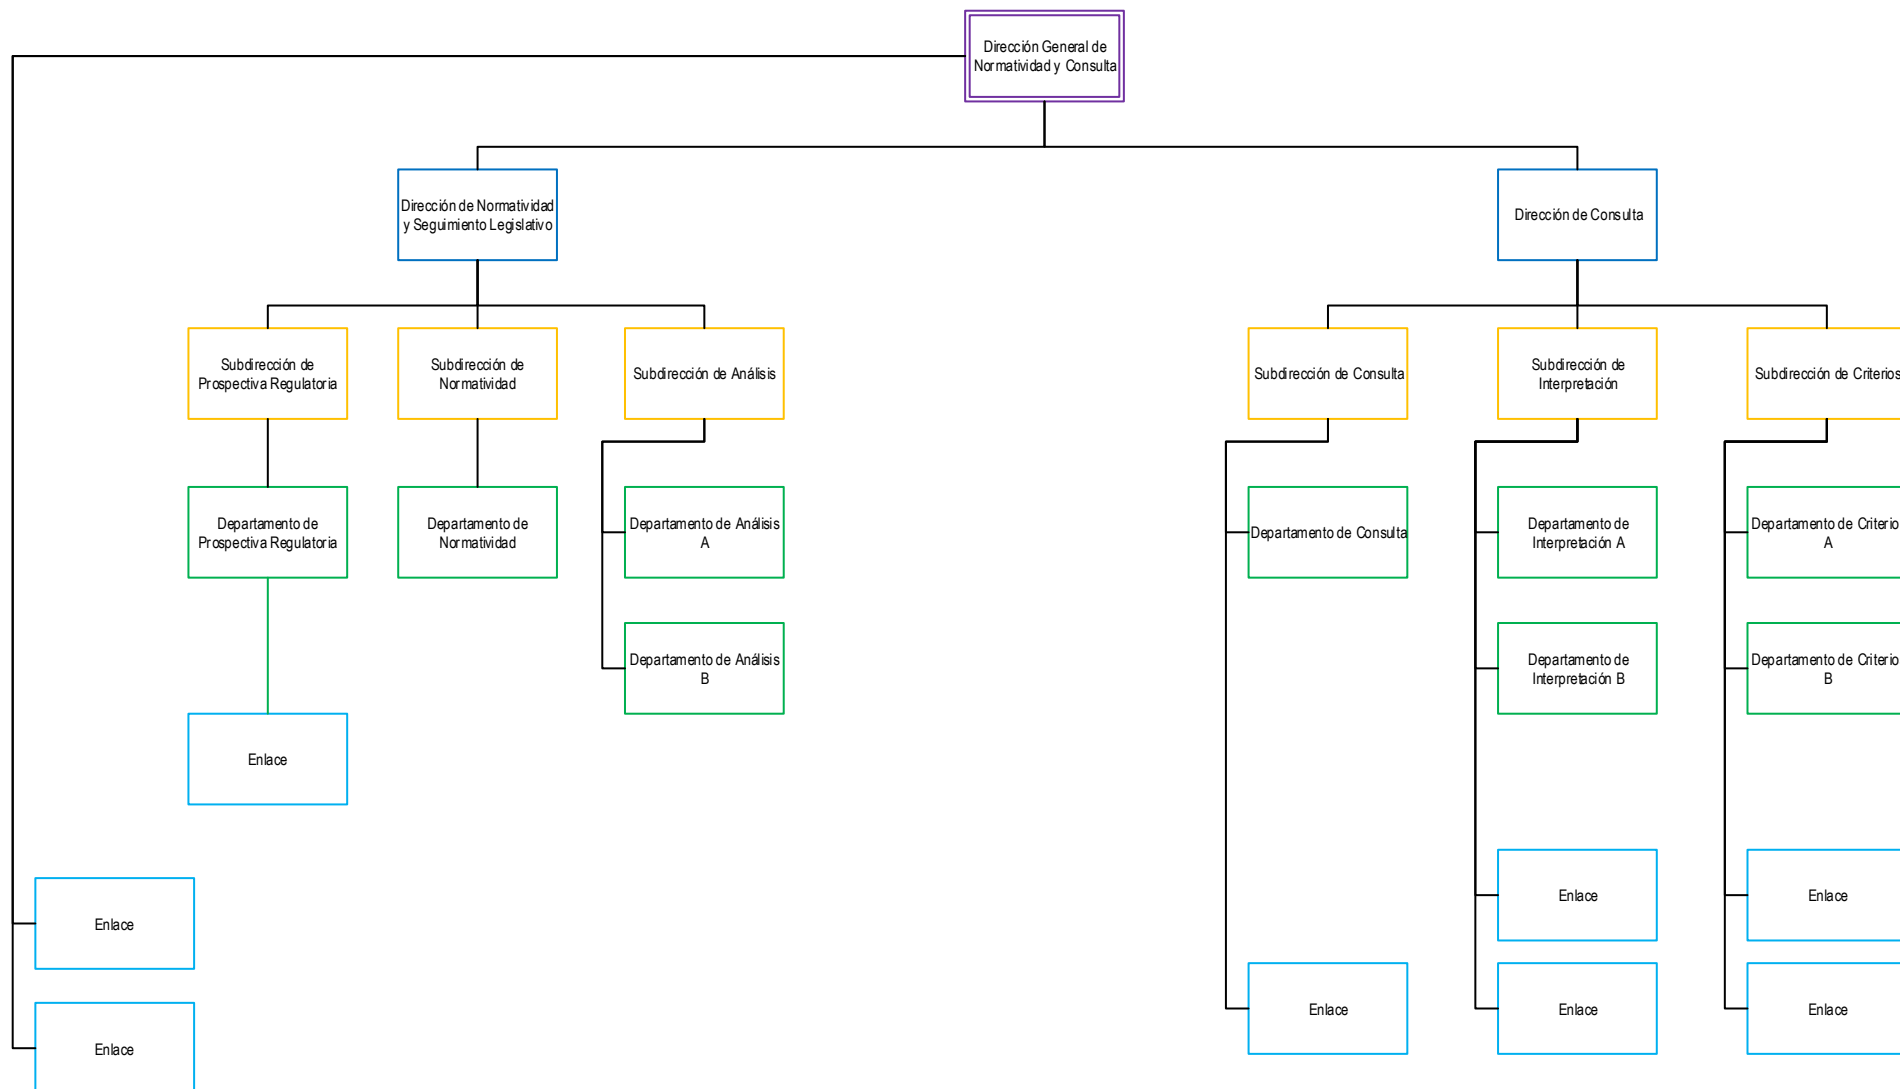 Dirección General de
Normatividad y Consulta
Dirección de Normatividad
y Seguimiento Legislativo
Dirección de Consulta
Subdirección de
Prospectiva Regulatoria
Subdirección de
Normatividad
Subdirección de Análisis
Subdirección de Consulta
Subdirección de
Interpretación
Subdirección de Criterios
Departamento de
Prospectiva Regulatoria
Departamento de
Normatividad
Departamento de Análisis
A
Departamento de Consulta
Departamento de
Interpretación A
Departamento de Criterio
A
Departamento de Análisis
B
Departamento de
Interpretación B
Departamento de Criterio
B
Enlace
Enlace
Enlace
Enlace
Enlace
Enlace
Enlace
Enlace